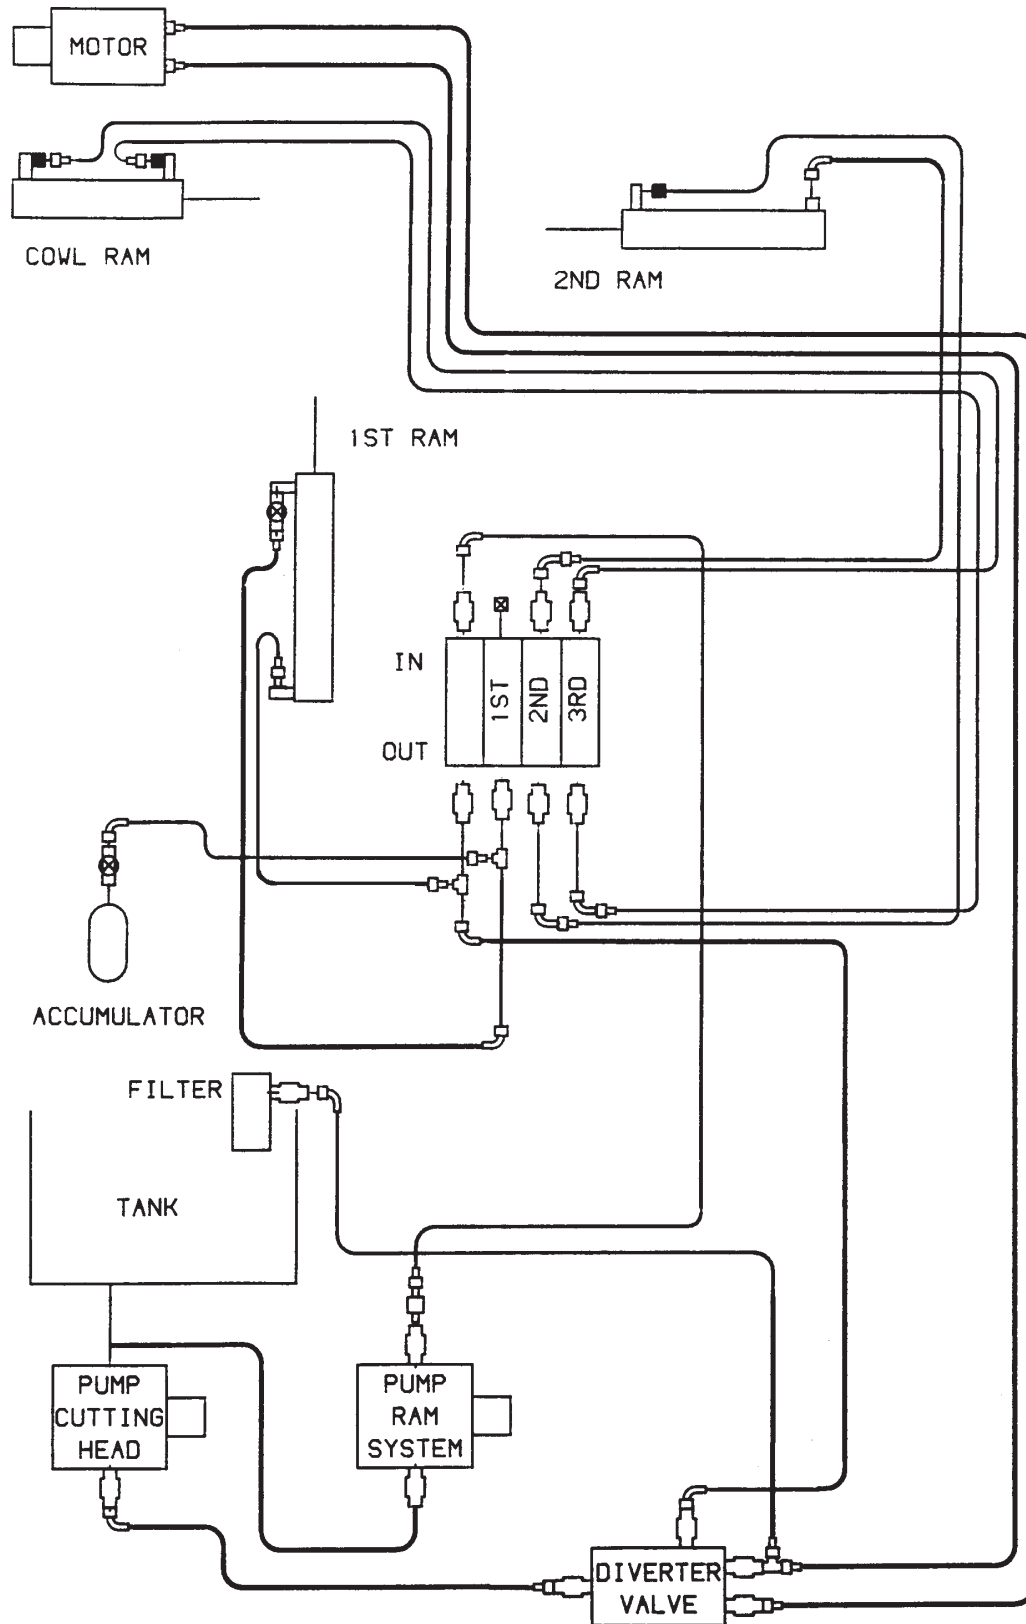 MOTOR
COWL RAM
2ND RAM
1ST RAM
IN
OUT
1ST
2ND
3RD
ACCUMULATOR
FILTER
TANK
PUMP
CUTTING
HEAD
PUMP
RAM
SYSTEM
DIVERTER
VALVE